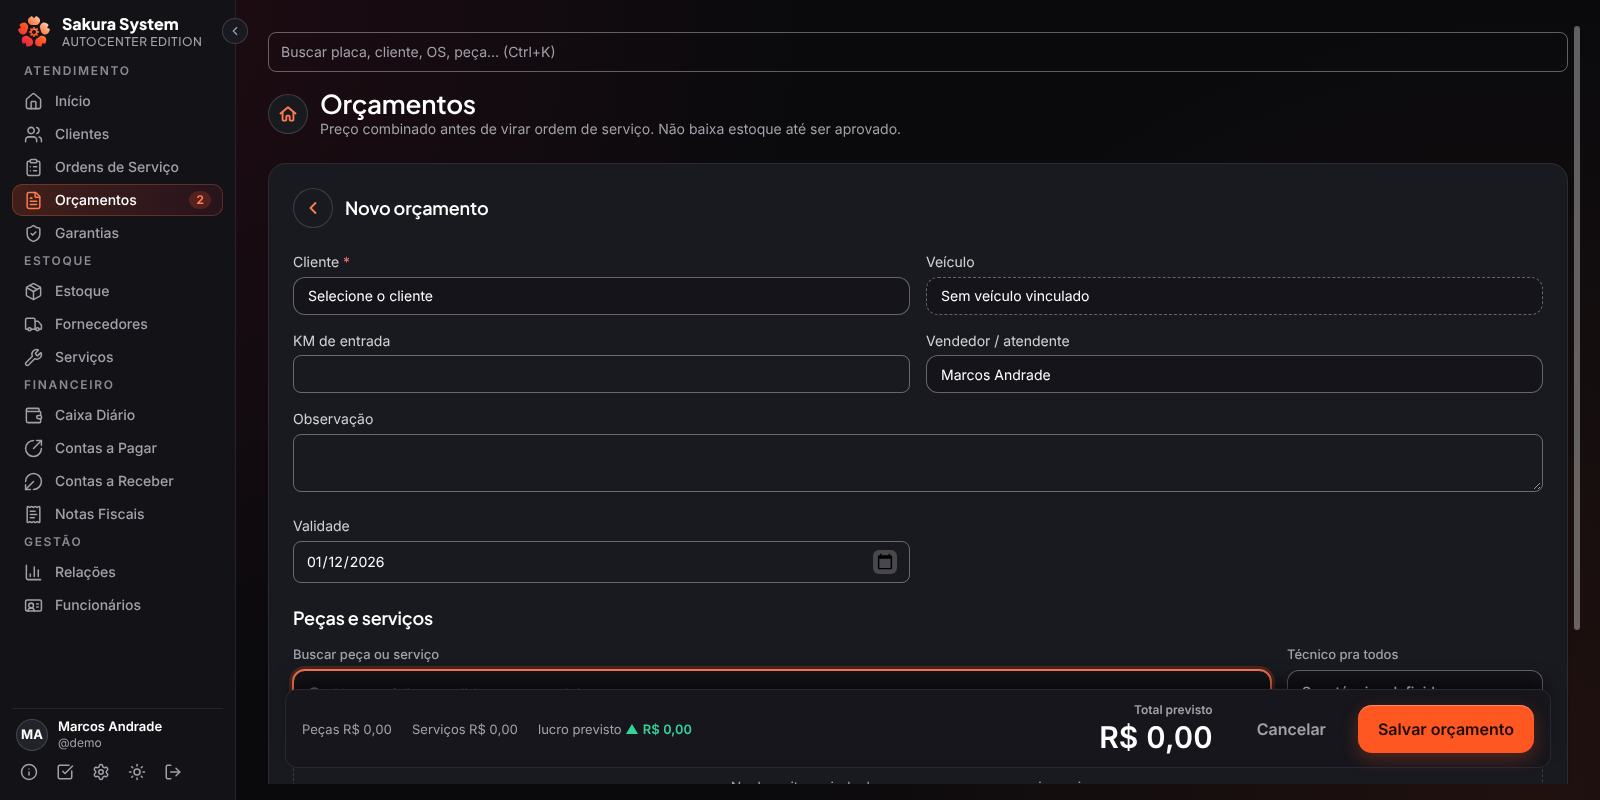 Sakura System
AUTOCENTER EDITION
ATENDIMENTO
Início
Clientes
Ordens de Serviço
Orçamentos 2
Garantias
ESTOQUE
Estoque
Fornecedores
Serviços
FINANCEIRO
Caixa Diário
Contas a Pagar
Contas a Receber
Notas Fiscais
GESTÃO
Relações
Funcionários
MA
Marcos Andrade
@demo
Buscar placa, cliente, OS, peça... (Ctrl+K)
Orçamentos
Preço combinado antes de virar ordem de serviço. Não baixa estoque até ser aprovado.
Novo orçamento
Cliente *
Selecione o cliente
Veículo
Sem veículo vinculado
KM de entrada
Vendedor / atendente
Marcos Andrade
Observação
Validade
01/12/2026
Peças e serviços
Buscar peça ou serviço
Técnico pra todos
Peças R$ 0,00
Serviços R$ 0,00
lucro previsto ▲ R$ 0,00
Total previsto
R$ 0,00
Cancelar
Salvar orçamento